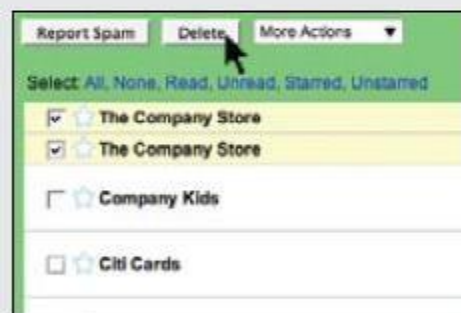 Report Spam Delete More Actions
Select: All, None, Read, Unread, Starred, Unstarred
The Company Store
The Company Store
Company Kids
Citi Cards